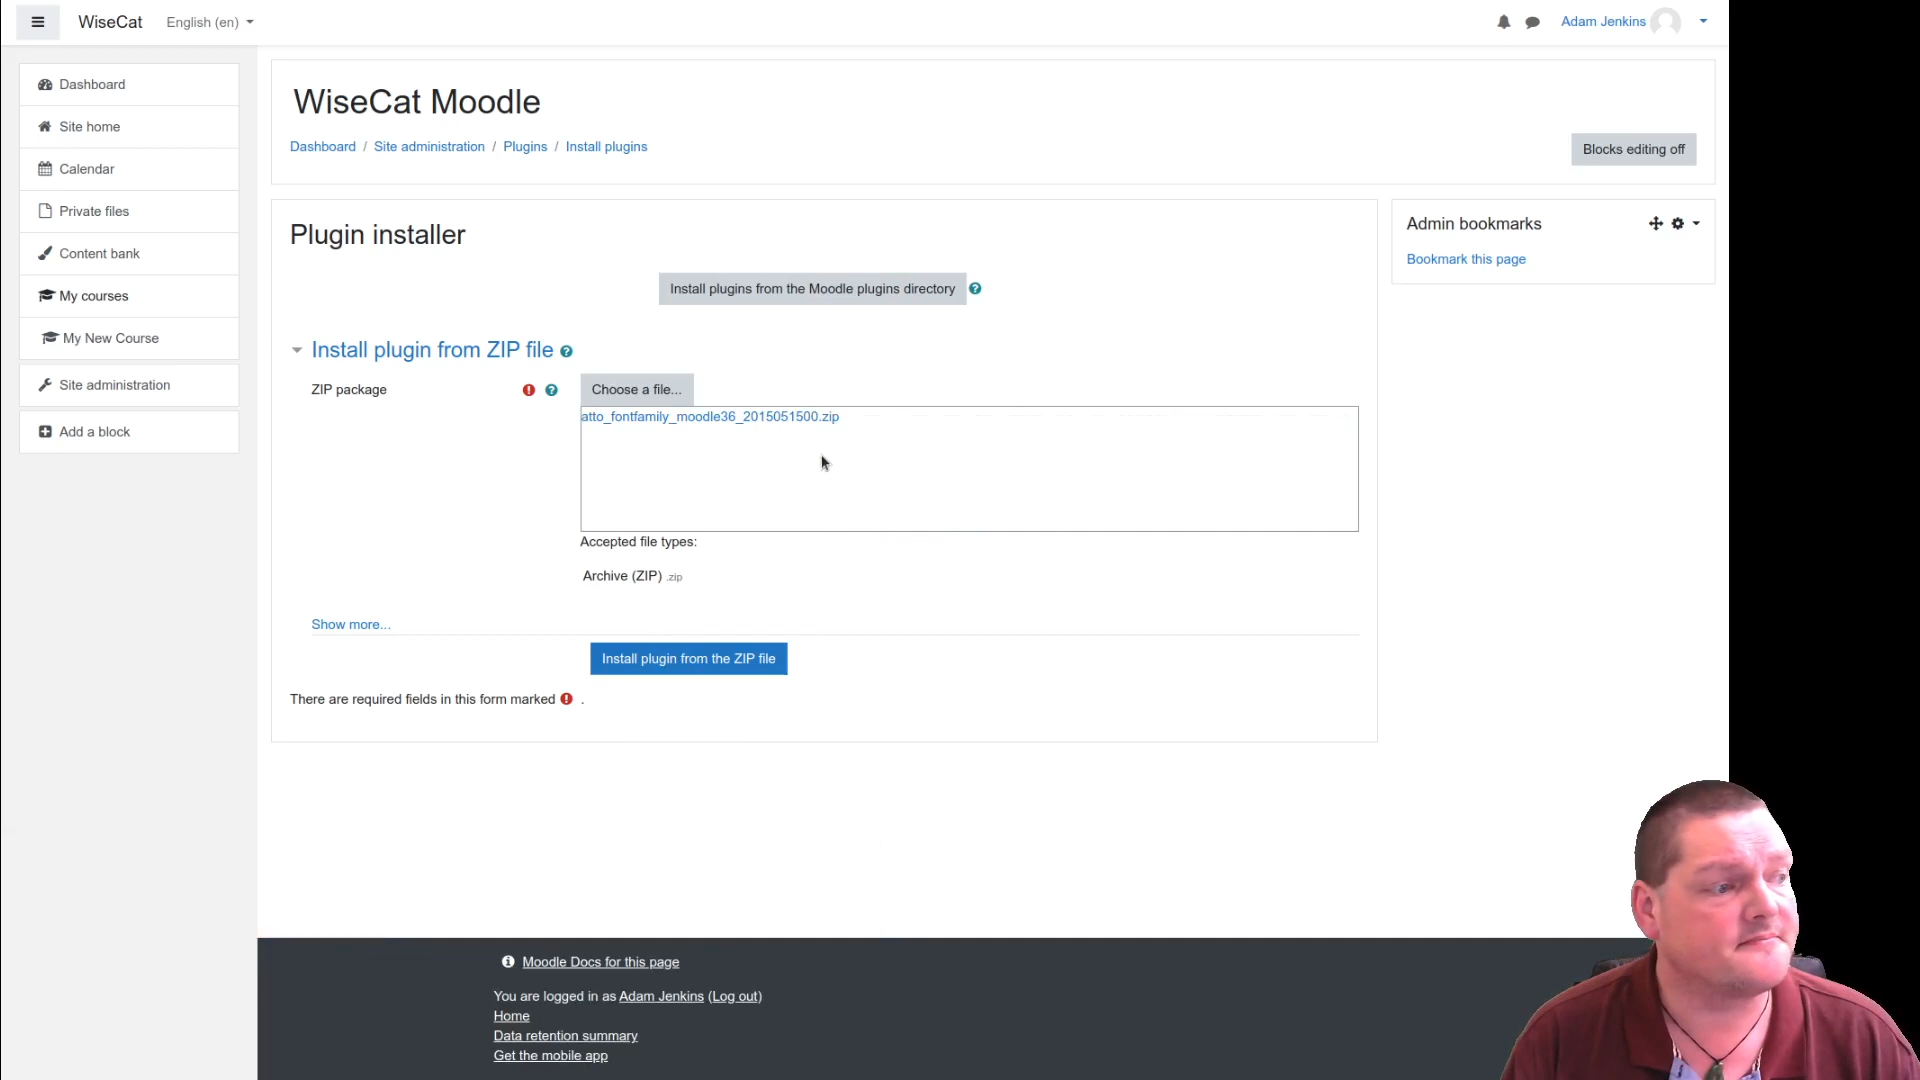 WiseCat English (en)
Adam Jenkins
Dashboard
Site home
Calendar
Private files
Content bank
My courses
My New Course
Site administration
Add a block
WiseCat Moodle
Dashboard / Site administration / Plugins / Install plugins
Blocks editing off
Plugin installer
Install plugins from the Moodle plugins directory
Install plugin from ZIP file
ZIP package
Choose a file...
atto_fontfamily_moodle36_2015051500.zip
Accepted file types:
Archive (ZIP) .zip
Show more...
Install plugin from the ZIP file
There are required fields in this form marked .
Admin bookmarks
Bookmark this page
Moodle Docs for this page
You are logged in as Adam Jenkins (Log out)
Home
Data retention summary
Get the mobile app